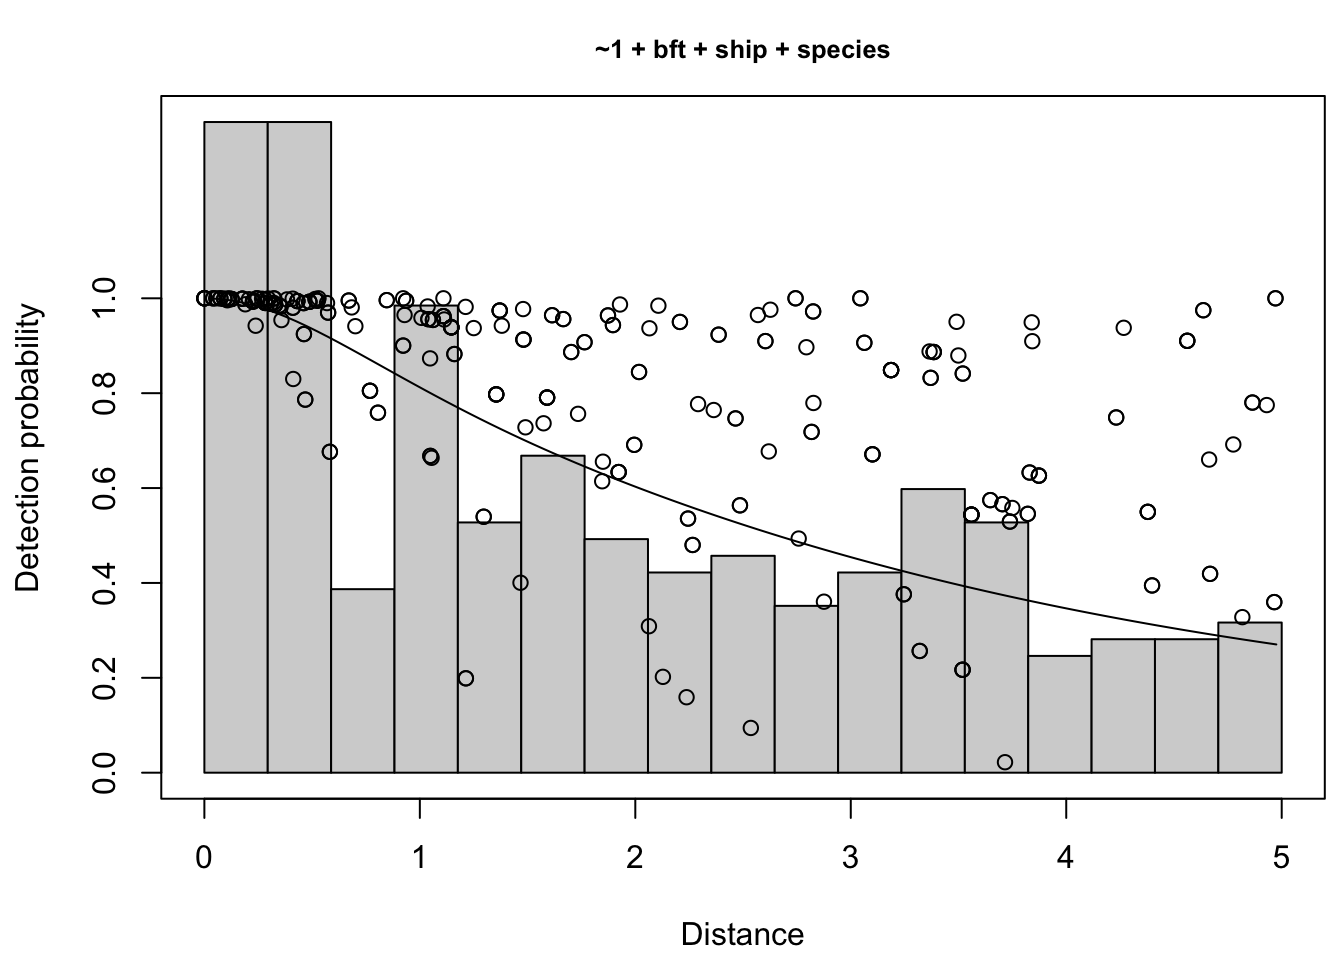 ~1 + bft + ship + species
Detection probability
1.0
0.8
0.6
0.4
0.2
0.0
0 1 2 3 4 5
Distance